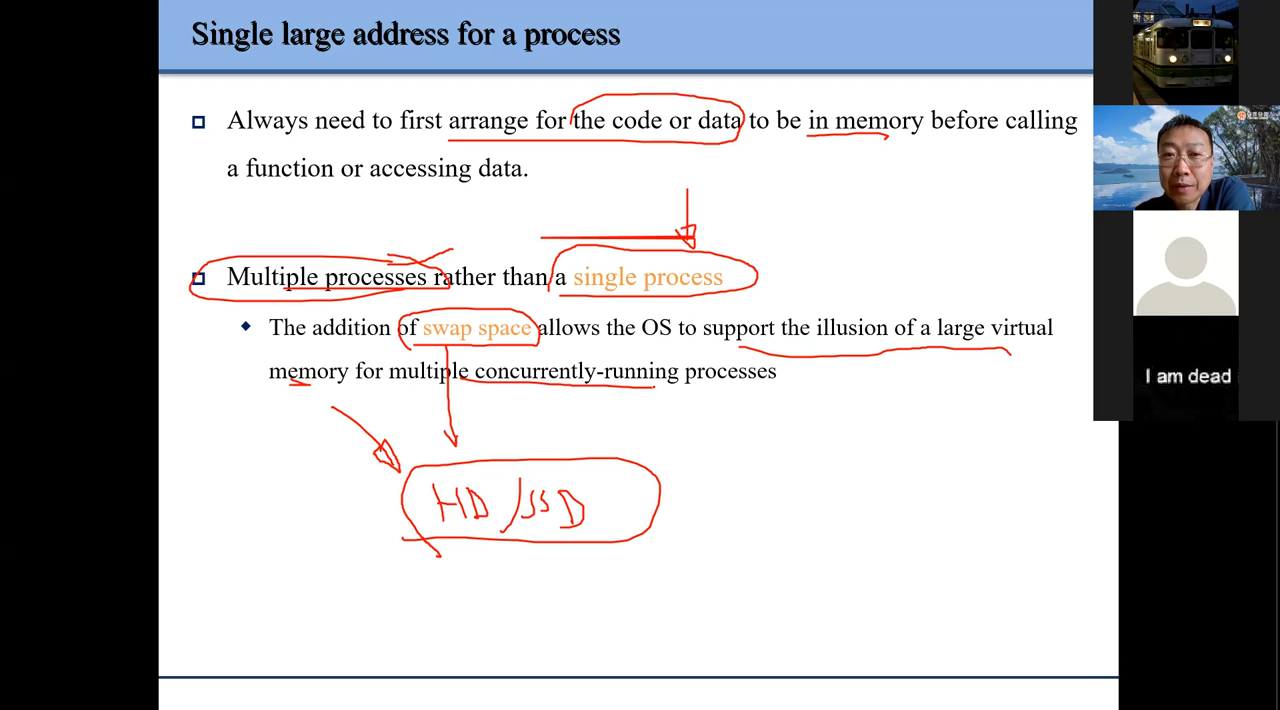 Single large address for a process
Always need to first arrange for the code or data to be in memory before calling
a function or accessing data.
Multiple processes rather than a single process
The addition of swap space allows the OS to support the illusion of a large virtual
memory for multiple concurrently-running processes
HD/SSD
I am dead